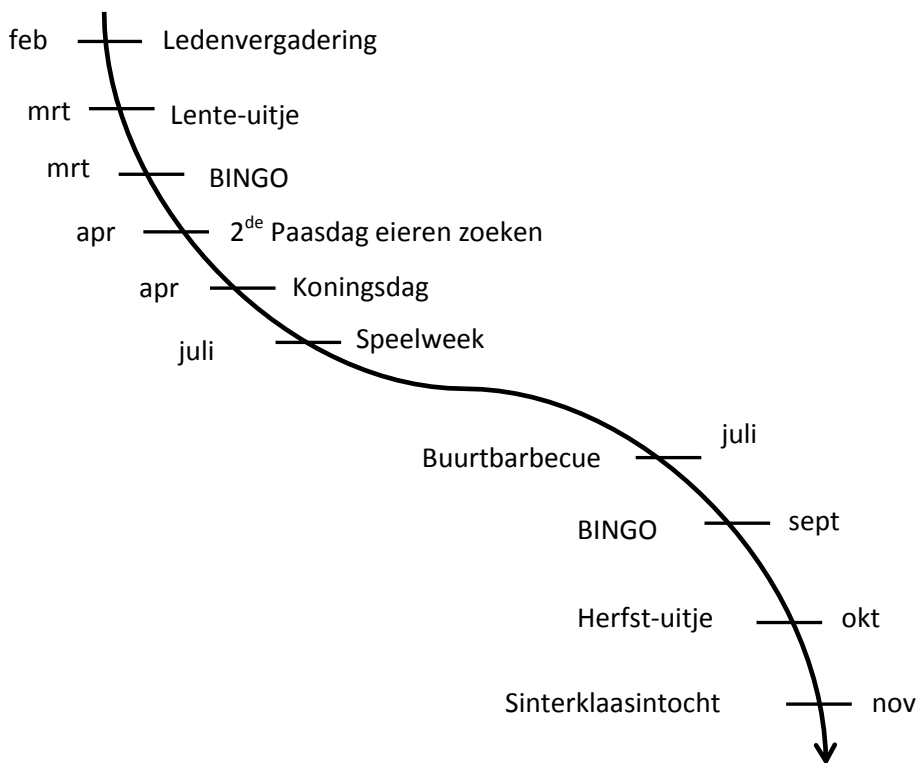 feb Ledenvergadering
mrt Lente-uitje
mrt BINGO
apr 2de Paasdag eieren zoeken
apr Koningsdag
juli Speelweek
Buurtbarbecue juli
BINGO sept
Herfst-uitje okt
Sinterklaasintocht nov